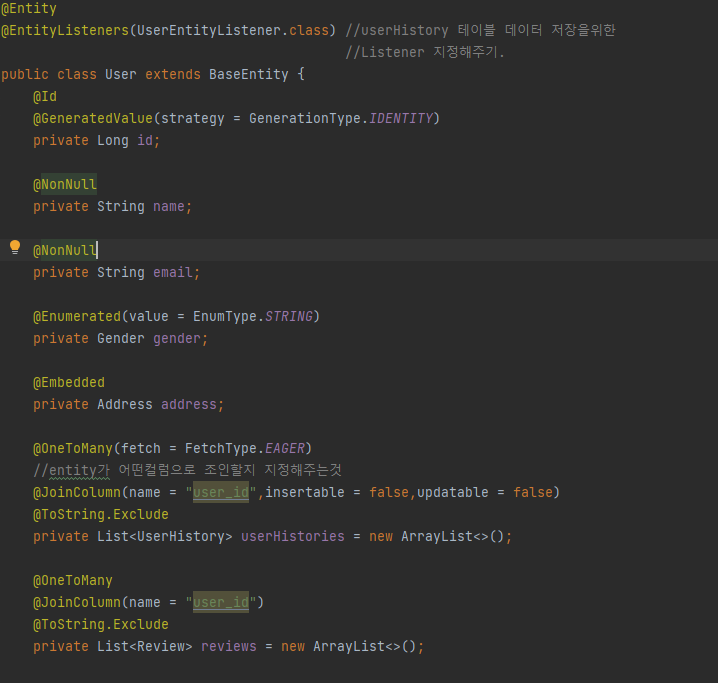 @Entity
@EntityListeners(UserEntityListener.class) //userHistory 테이블 데이터 저장을위한
//Listener 지정해주기.
public class User extends BaseEntity {
@Id
@GeneratedValue(strategy = GenerationType.IDENTITY)
private Long id;
@NonNull
private String name;
@NonNull
private String email;
@Enumerated(value = EnumType.STRING)
private Gender gender;
@Embedded
private Address address;
@OneToMany(fetch = FetchType.EAGER)
//entity가 어떤컬럼으로 조인할지 지정해주는것
@JoinColumn(name = "user_id",insertable = false,updatable = false)
@ToString.Exclude
private List<UserHistory> userHistories = new ArrayList<>();
@OneToMany
@JoinColumn(name = "user_id")
@ToString.Exclude
private List<Review> reviews = new ArrayList<>();